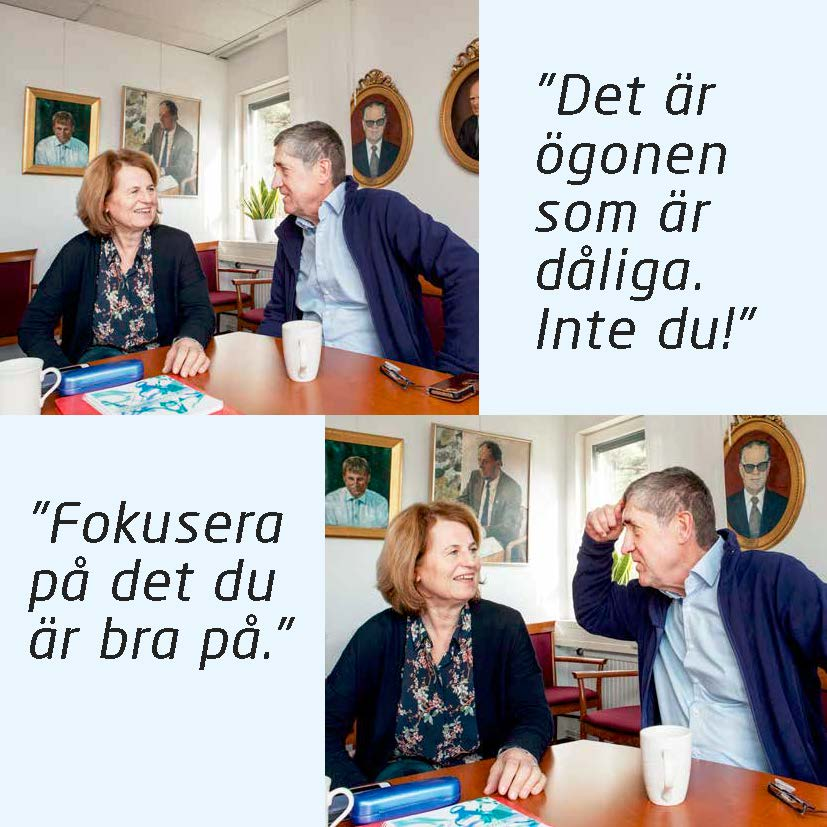 ”Det är
ögonen
som är
dåliga.
Inte du!”
”Fokusera
på det du
är bra på.”